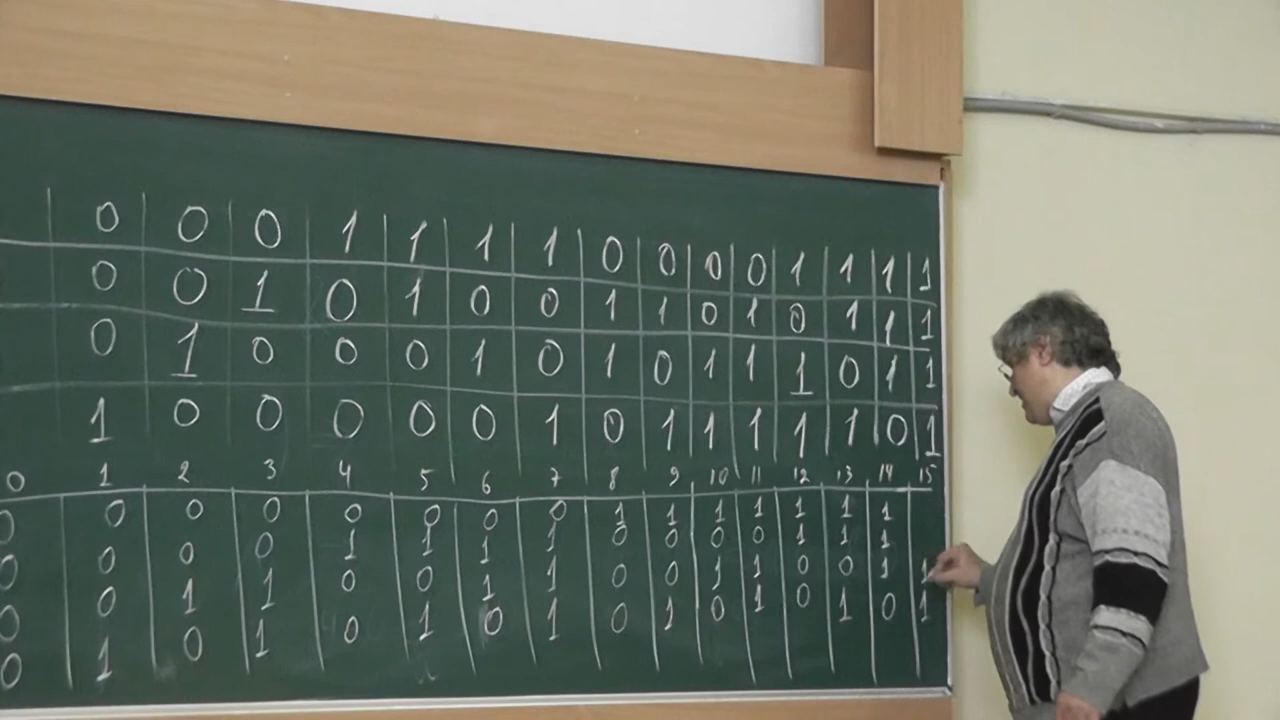 0 0 0 1 1 1 1 0 0 0 0 1 1 1 1
0 0 1 0 1 0 0 1 1 0 1 0 1 1 1
0 1 0 0 0 1 0 1 0 1 1 1 0 1 1
1 0 0 0 0 0 1 0 1 1 1 1 1 0 1
0 1 2 3 4 5 6 7 8 9 10 11 12 13 14 15
0 0 0 0 0 0 0 0 1 1 1 1 1 1 1
0 0 0 0 1 1 1 1 0 0 0 0 1 1 1
0 0 1 1 0 0 1 1 0 0 1 1 0 0 1 1
0 1 0 1 0 1 0 1 0 1 0 1 0 1 0 1